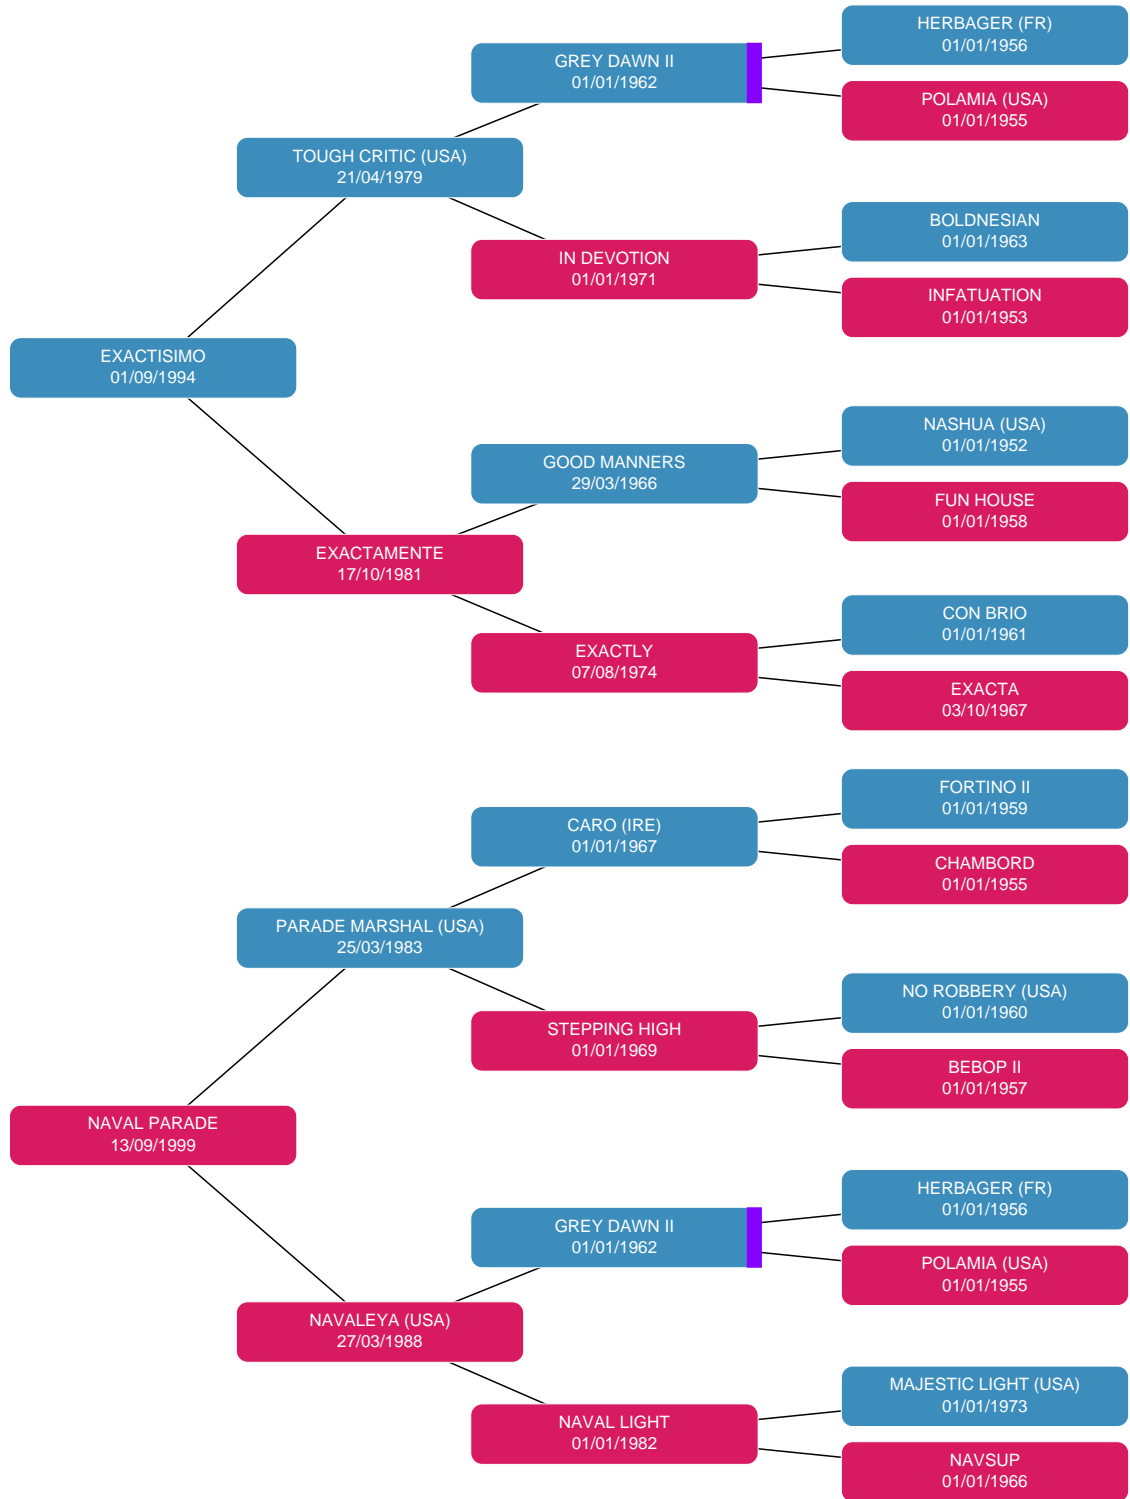 HERBAGER (FR)
01/01/1956
GREY DAWN II
01/01/1962
POLAMIA (USA)
01/01/1955
TOUGH CRITIC (USA)
21/04/1979
BOLDNESIAN
01/01/1963
IN DEVOTION
01/01/1971
INFATUATION
01/01/1953
EXACTISIMO
01/09/1994
NASHUA (USA)
01/01/1952
GOOD MANNERS
29/03/1966
FUN HOUSE
01/01/1958
EXACTAMENTE
17/10/1981
CON BRIO
01/01/1961
EXACTLY
07/08/1974
EXACTA
03/10/1967
FORTINO II
01/01/1959
CARO (IRE)
01/01/1967
CHAMBORD
01/01/1955
PARADE MARSHAL (USA)
25/03/1983
NO ROBBERY (USA)
01/01/1960
STEPPING HIGH
01/01/1969
BEBOP II
01/01/1957
NAVAL PARADE
13/09/1999
HERBAGER (FR)
01/01/1956
GREY DAWN II
01/01/1962
POLAMIA (USA)
01/01/1955
NAVALEYA (USA)
27/03/1988
MAJESTIC LIGHT (USA)
01/01/1973
NAVAL LIGHT
01/01/1982
NAVSUP
01/01/1966